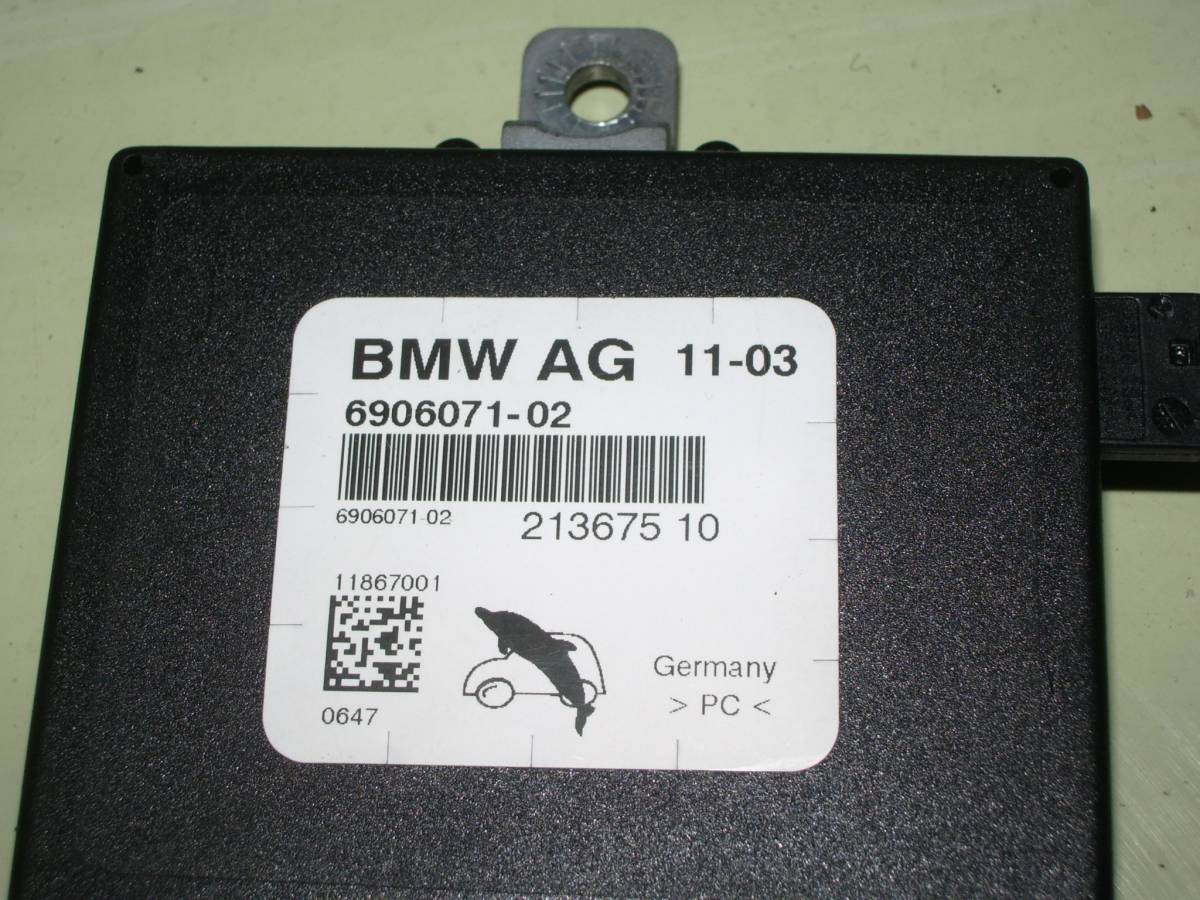 BMW AG 11-03
6906071-02
6906071-02 213675 10
11867001
0647
Germany
> PC <